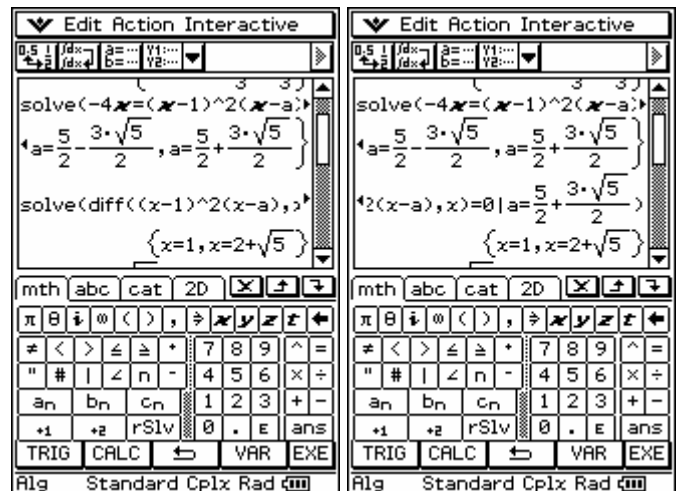 Edit Action Interactive
solve(-4x=(x-1)^2(x-a)
a=5/2-3·√5/2, a=5/2+3·√5/2}
solve(diff((x-1)^2(x-a),x
{x=1,x=2+√5}
mth abc cat 2D
π θ i ∞ ( ) , ⇒ x y z t ←
≠ < > ≤ ≥ 7 8 9 ^ =
" # | ∠ 4 5 6 × ÷
an bn cn 1 2 3 + −
+1 +2 rSlv 0 . E ans
TRIG CALC VAR EXE
Alg Standard Cplx Rad
Edit Action Interactive
solve(-4x=(x-1)^2(x-a)
a=5/2-3·√5/2, a=5/2+3·√5/2}
2(x-a),x)=0|a=5/2+3·√5/2)
{x=1,x=2+√5}
mth abc cat 2D
π θ i ∞ ( ) , ⇒ x y z t ←
≠ < > ≤ ≥ 7 8 9 ^ =
" # | ∠ 4 5 6 × ÷
an bn cn 1 2 3 + −
+1 +2 rSlv 0 . E ans
TRIG CALC VAR EXE
Alg Standard Cplx Rad